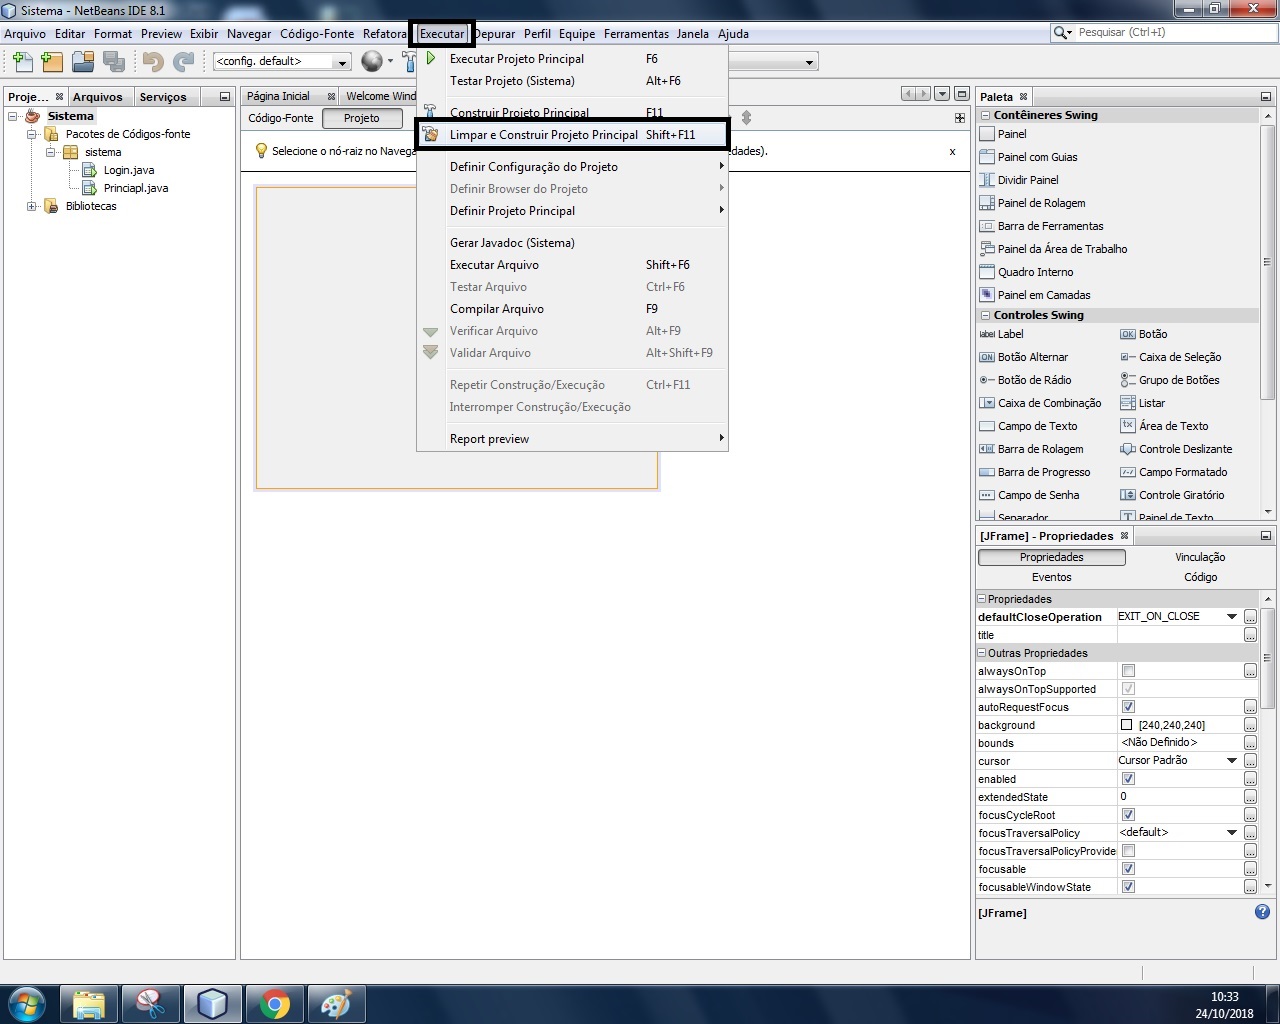 Sistema - NetBeans IDE 8.1
Arquivo Editar Format Preview Exibir Navegar Código-Fonte Refatora Executar Depurar Perfil Equipe Ferramentas Janela Ajuda
Pesquisar (Ctrl+I)
<config. default>
Proje... Arquivos Serviços
Sistema
Pacotes de Códigos-fonte
sistema
Login.java
Princiapl.java
Bibliotecas
Página Inicial Welcome Wind
Código-Fonte Projeto
Selecione o nó-raiz no Navega
edades). x
Executar Projeto Principal F6
Testar Projeto (Sistema) Alt+F6
Construir Projeto Principal F11
Limpar e Construir Projeto Principal Shift+F11
Definir Configuração do Projeto
Definir Browser do Projeto
Definir Projeto Principal
Gerar Javadoc (Sistema)
Executar Arquivo Shift+F6
Testar Arquivo Ctrl+F6
Compilar Arquivo F9
Verificar Arquivo Alt+F9
Validar Arquivo Alt+Shift+F9
Repetir Construção/Execução Ctrl+F11
Interromper Construção/Execução
Report preview
Paleta
Contêineres Swing
Painel
Painel com Guias
Dividir Painel
Painel de Rolagem
Barra de Ferramentas
Painel da Área de Trabalho
Quadro Interno
Painel em Camadas
Controles Swing
label Label OK Botão
ON Botão Alternar Caixa de Seleção
Botão de Rádio Grupo de Botões
Caixa de Combinação Listar
Campo de Texto tx Área de Texto
Barra de Rolagem Controle Deslizante
Barra de Progresso Campo Formatado
Campo de Senha Controle Giratório
Separador T Painel de Texto
[JFrame] - Propriedades
Propriedades Vinculação
Eventos Código
Propriedades
defaultCloseOperation EXIT_ON_CLOSE ...
title ...
Outras Propriedades
alwaysOnTop ...
alwaysOnTopSupported
autoRequestFocus ...
background [240,240,240] ...
bounds <Não Definido> ...
cursor Cursor Padrão ...
enabled ...
extendedState 0 ...
focusCycleRoot ...
focusTraversalPolicy <default> ...
focusTraversalPolicyProvide ...
focusable ...
focusableWindowState ...
[JFrame] ?
10:33
24/10/2018